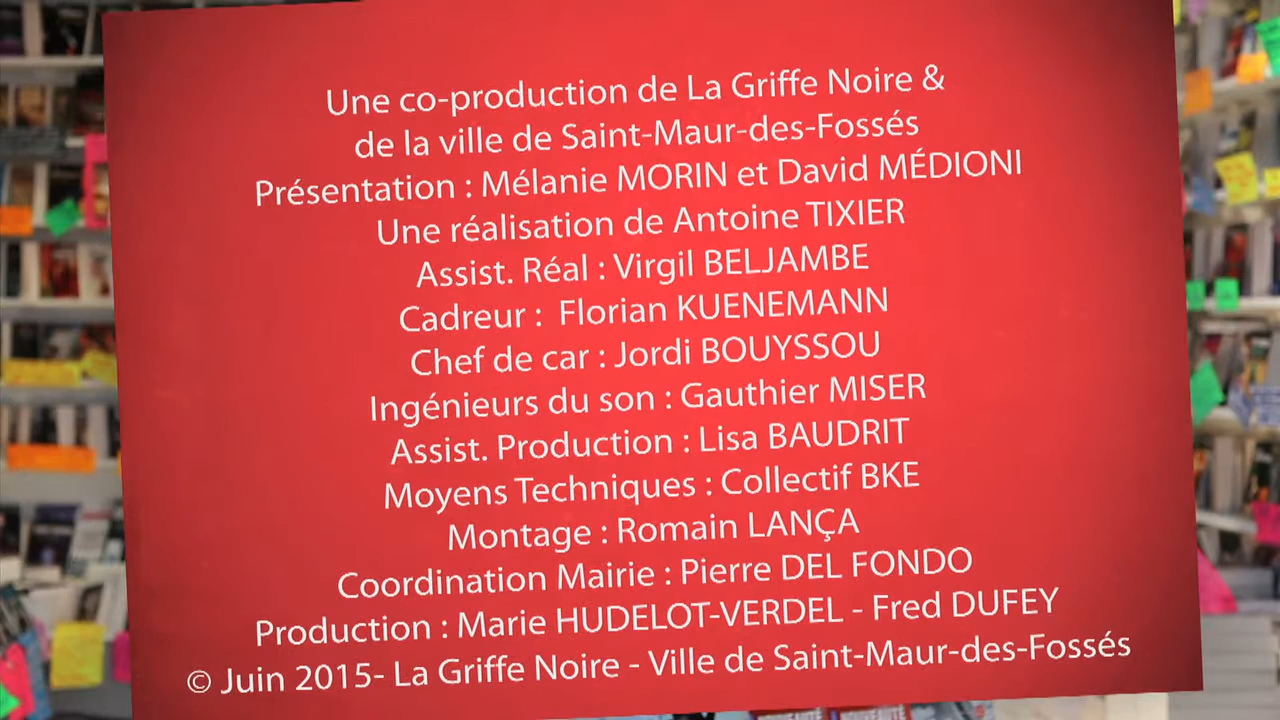 Une co-production de La Griffe Noire &
de la ville de Saint-Maur-des-Fossés
Présentation : Mélanie MORIN et David MÉDIONI
Une réalisation de Antoine TIXIER
Assist. Réal : Virgil BELJAMBE
Cadreur :  Florian KUENEMANN
Chef de car : Jordi BOUYSSOU
Ingénieurs du son : Gauthier MISER
Assist. Production : Lisa BAUDRIT
Moyens Techniques : Collectif BKE
Montage : Romain LANÇA
Coordination Mairie : Pierre DEL FONDO
Production : Marie HUDELOT-VERDEL - Fred DUFEY
© Juin 2015- La Griffe Noire - Ville de Saint-Maur-des-Fossés